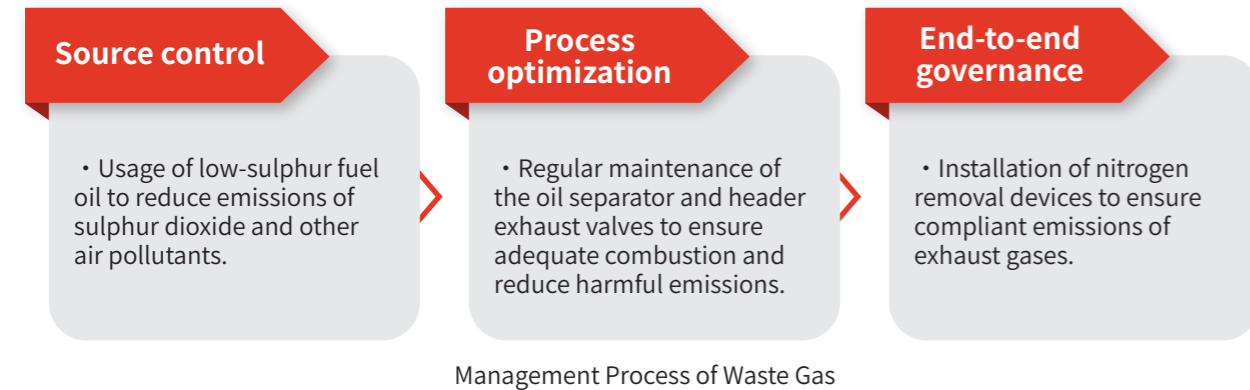 Source control
・Usage of low-sulphur fuel
oil to reduce emissions of
sulphur dioxide and other
air pollutants.
Process
optimization
・Regular maintenance of
the oil separator and header
exhaust valves to ensure
adequate combustion and
reduce harmful emissions.
End-to-end
governance
・Installation of nitrogen
removal devices to ensure
compliant emissions of
exhaust gases.
Management Process of Waste Gas